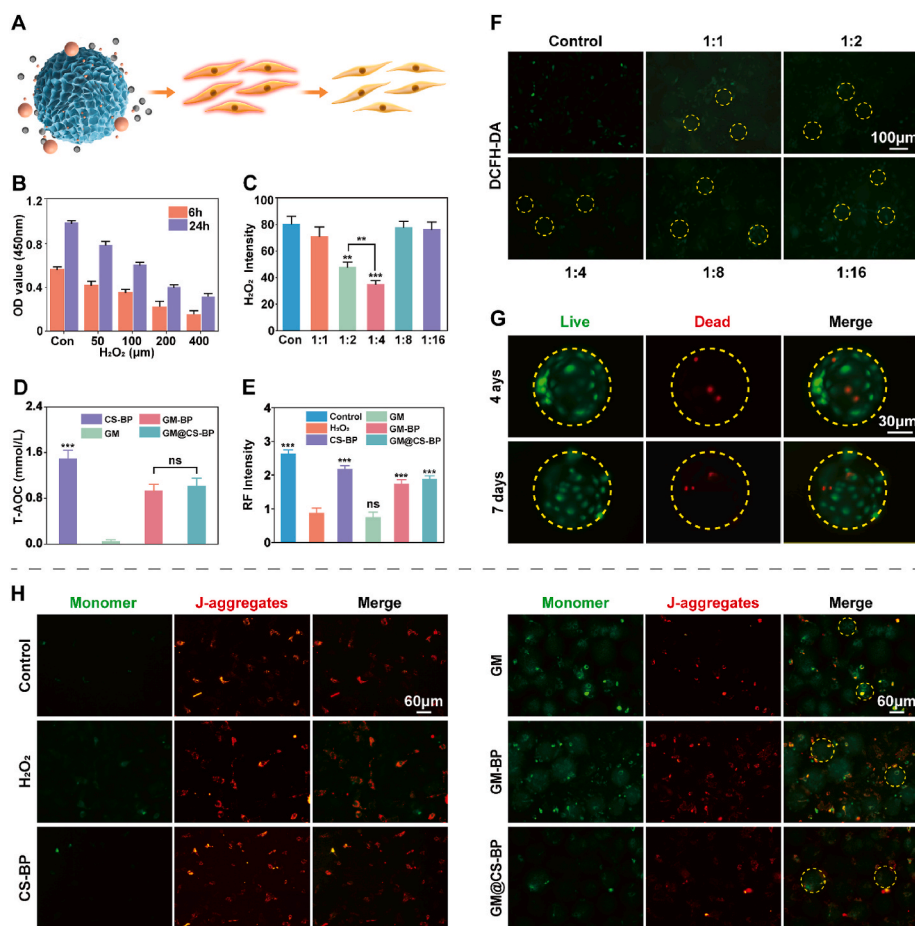 A
B
OD value (450nm)
1.2
0.8
0.4
0
6h
24h
Con 50 100 200 400
H₂O₂ (μm)
C
H₂O₂ Intensity
100
80
60
40
20
0
**
**
***
Con 1:1 1:2 1:4 1:8 1:16
D
T-AOC (mmol/L)
1.8
1.2
0.6
0.0
CS-BP GM-BP
GM GM@CS-BP
***
ns
E
RF Intensity
4
3
2
1
0
Control GM
H₂O₂ GM-BP
CS-BP GM@CS-BP
***
***
ns
***
***
F
Control 1:1 1:2
DCFH-DA
100μm
1:4 1:8 1:16
G
Live Dead Merge
4 ays
30μm
7 days
H
Monomer J-aggregates Merge
Control
60μm
H₂O₂
CS-BP
Monomer J-aggregates Merge
GM
60μm
GM-BP
GM@CS-BP